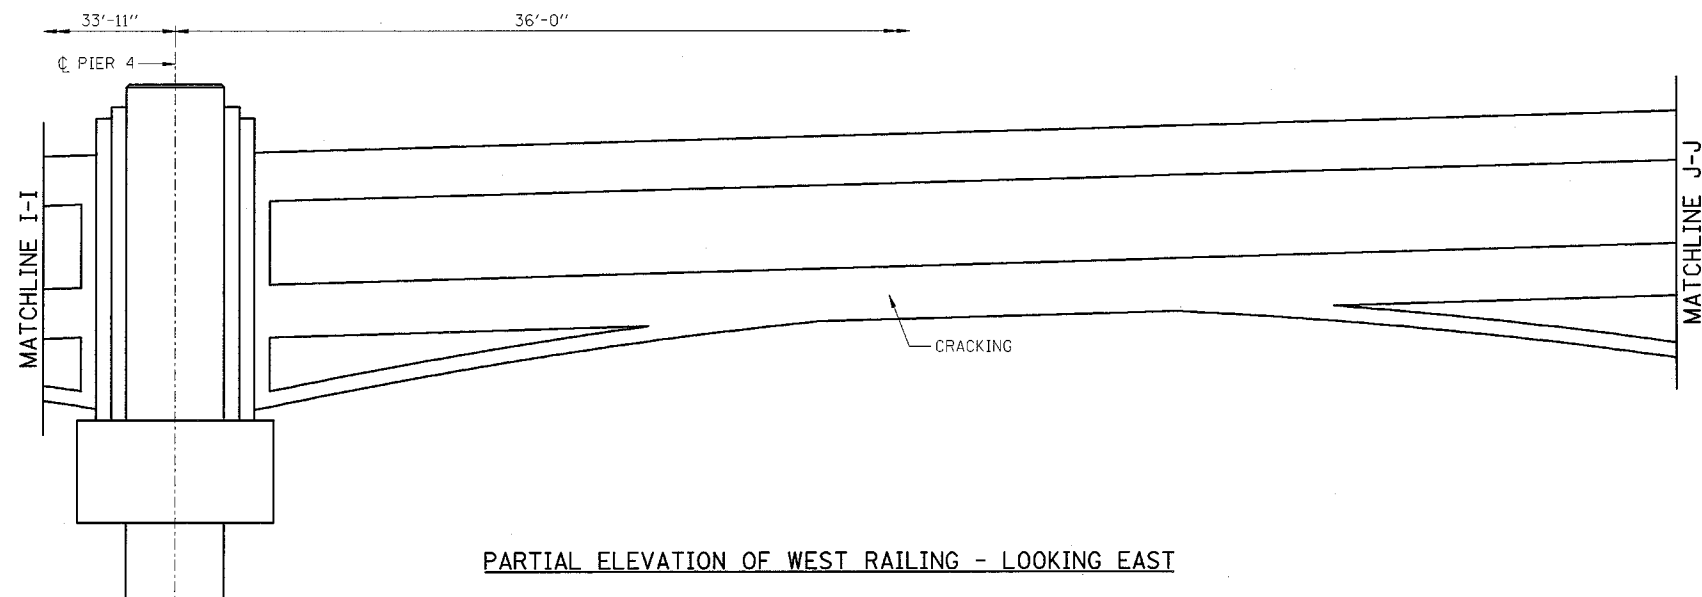 33'-11"
36'-0"
℄ PIER 4
MATCHLINE I-I
MATCHLINE J-J
CRACKING
PARTIAL ELEVATION OF WEST RAILING - LOOKING EAST